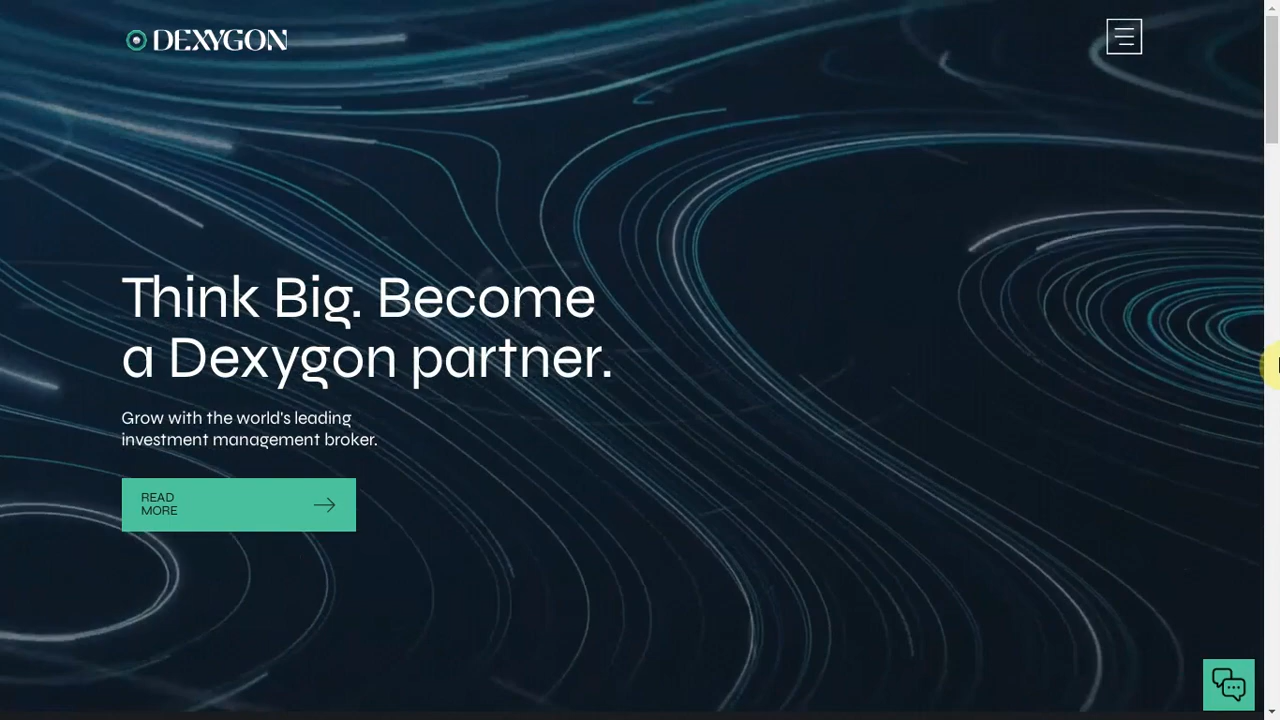 DEXYGON
Think Big. Become
a Dexygon partner.
Grow with the world's leading
investment management broker.
READ
MORE